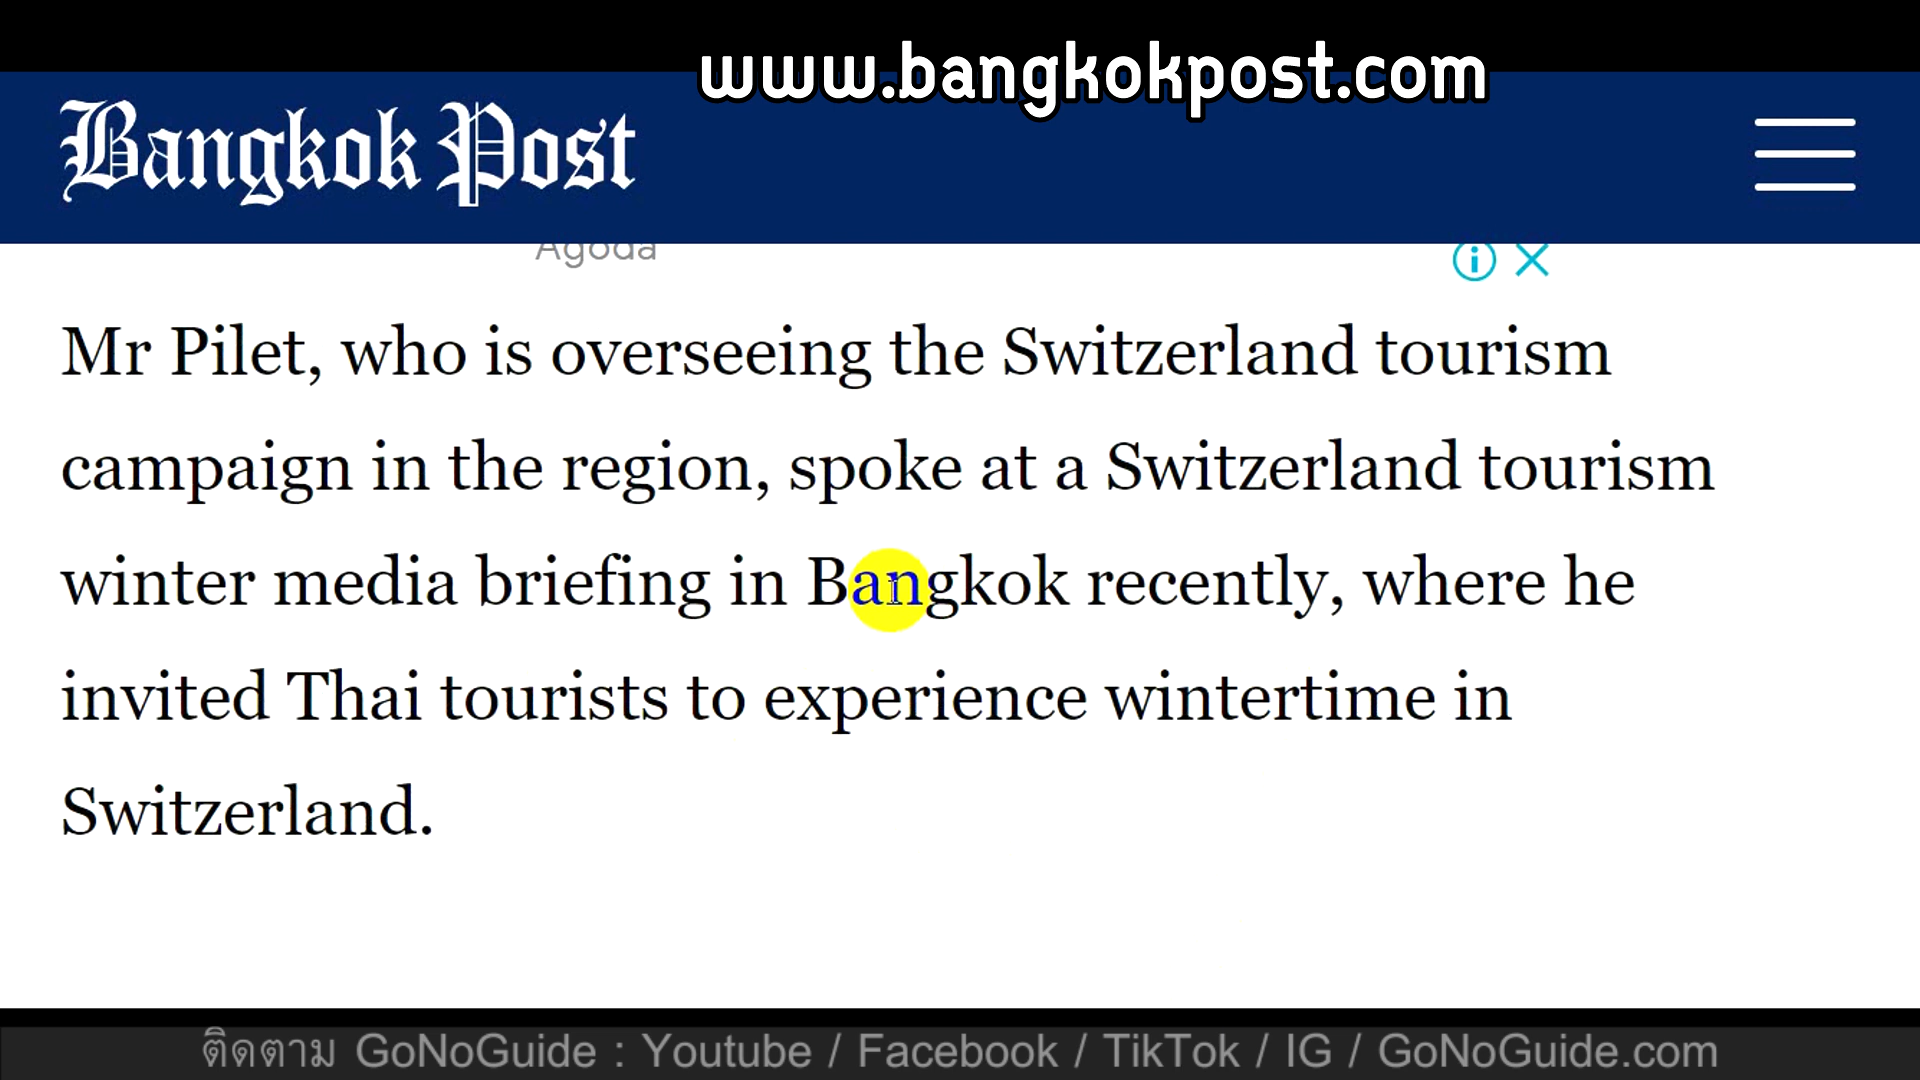 www.bangkokpost.com
Bangkok Post
Agoda
Mr Pilet, who is overseeing the Switzerland tourism
campaign in the region, spoke at a Switzerland tourism
winter media briefing in Bangkok recently, where he
invited Thai tourists to experience wintertime in
Switzerland.
ติดตาม GoNoGuide : Youtube / Facebook / TikTok / IG / GoNoGuide.com